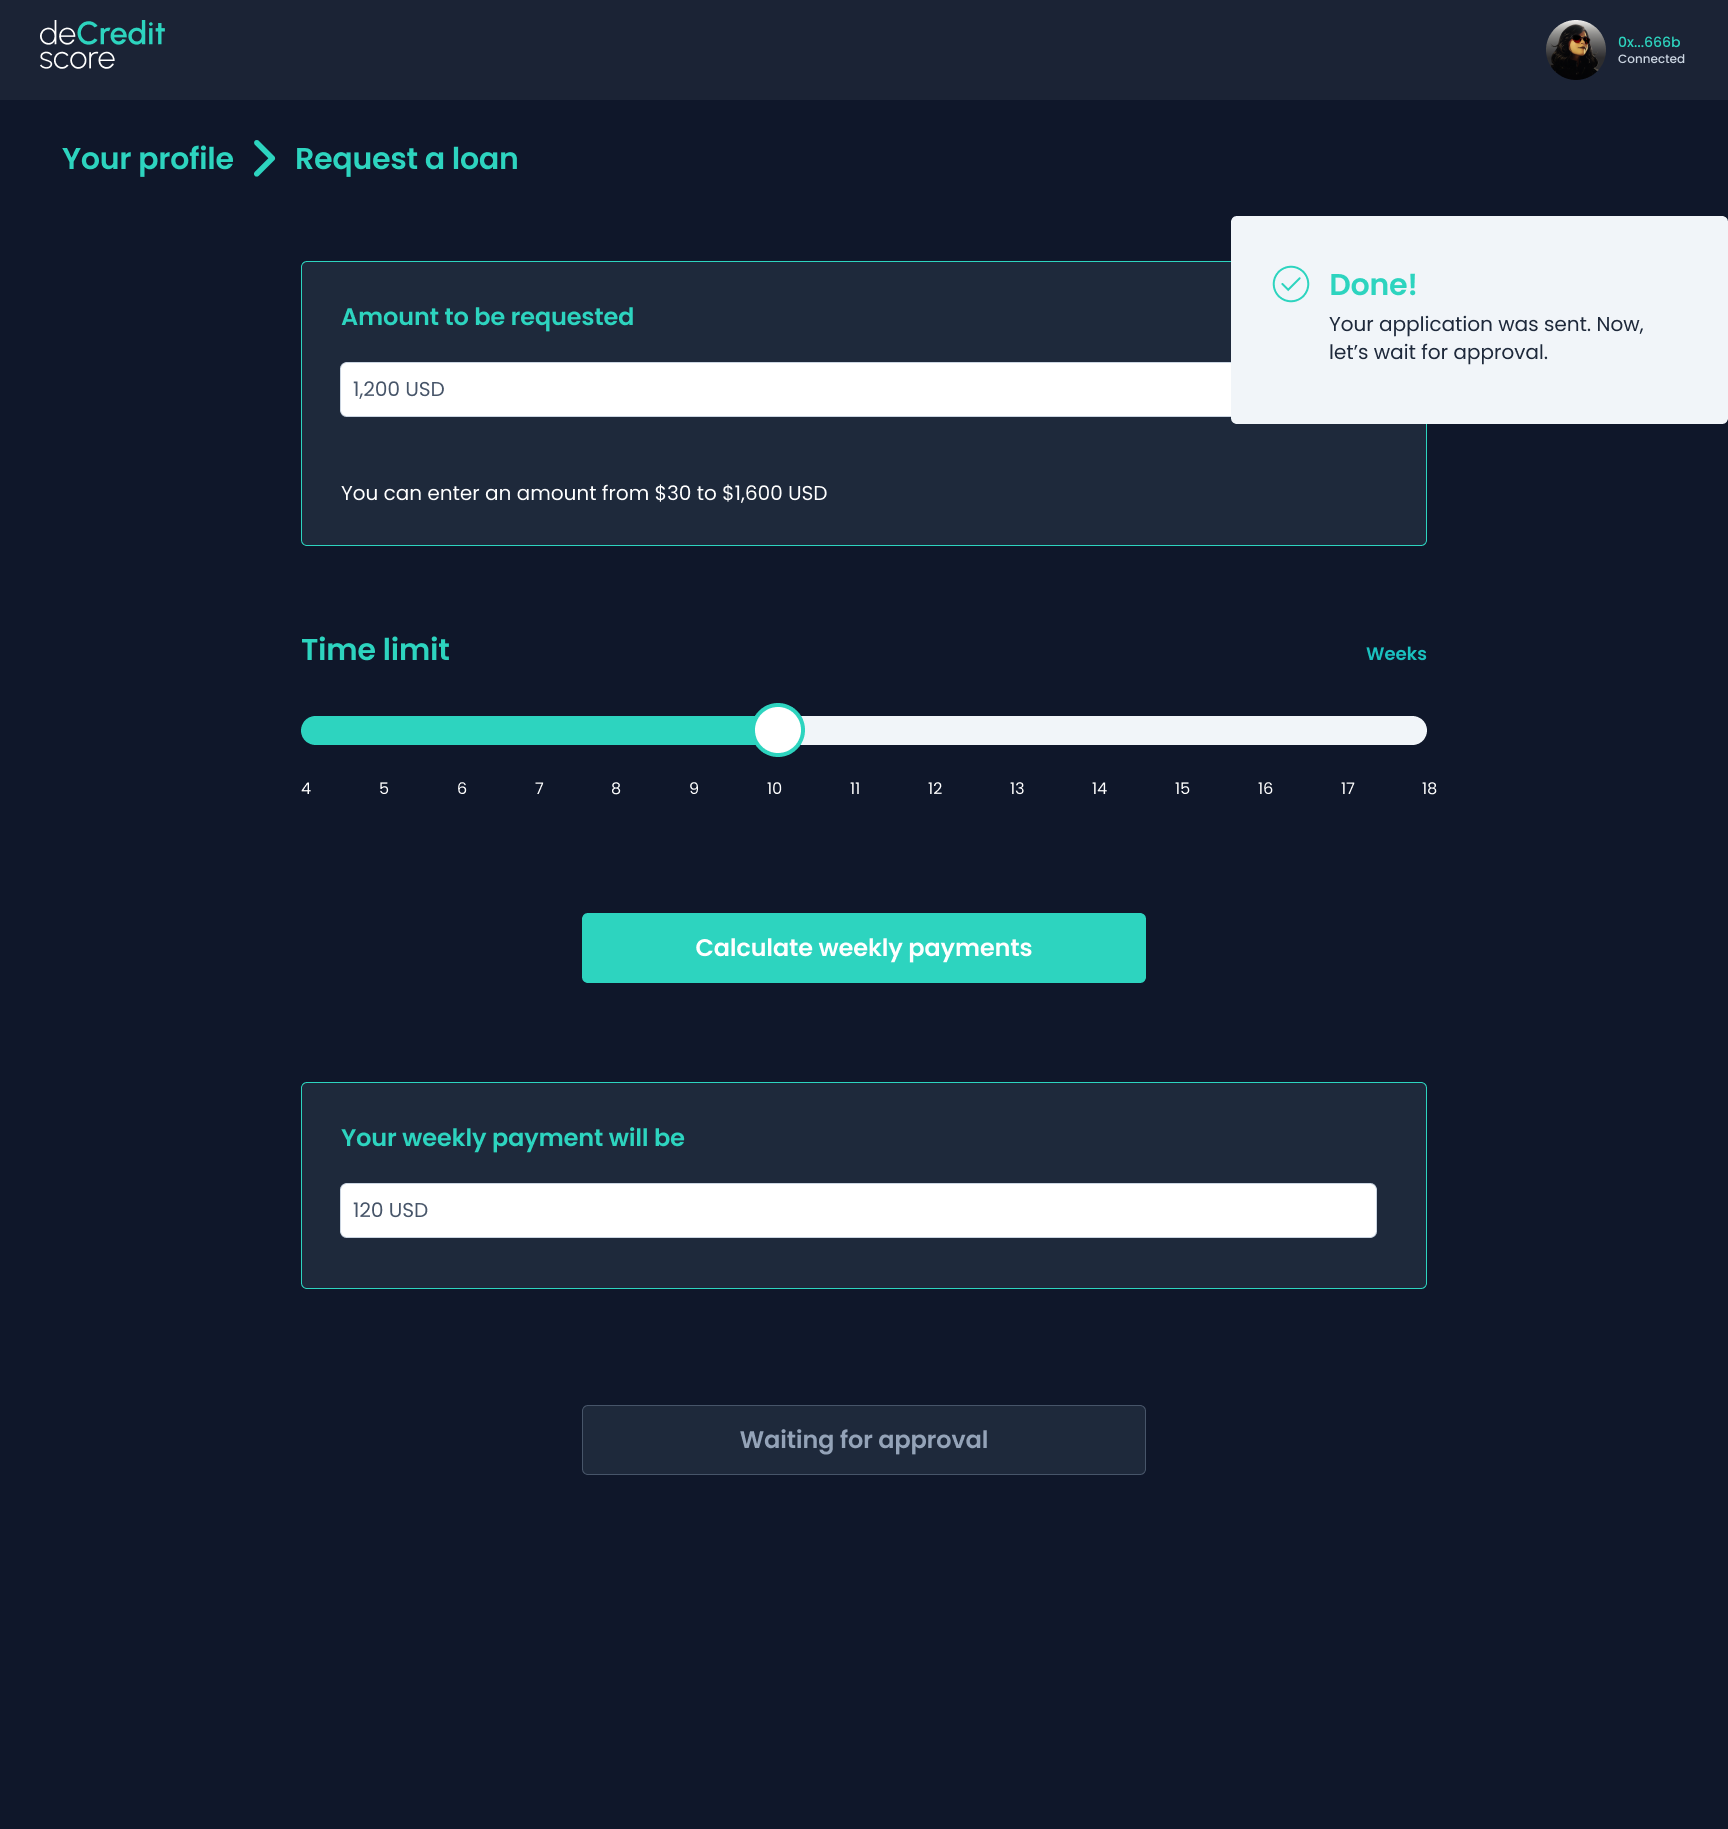 deCredit
score
0x...666b
Connected
Your profile
Request a loan
Done!
Your application was sent. Now,
let’s wait for approval.
Amount to be requested
1,200 USD
You can enter an amount from $30 to $1,600 USD
Time limit
Weeks
4 5 6 7 8 9 10 11 12 13 14 15 16 17 18
Calculate weekly payments
Your weekly payment will be
120 USD
Waiting for approval